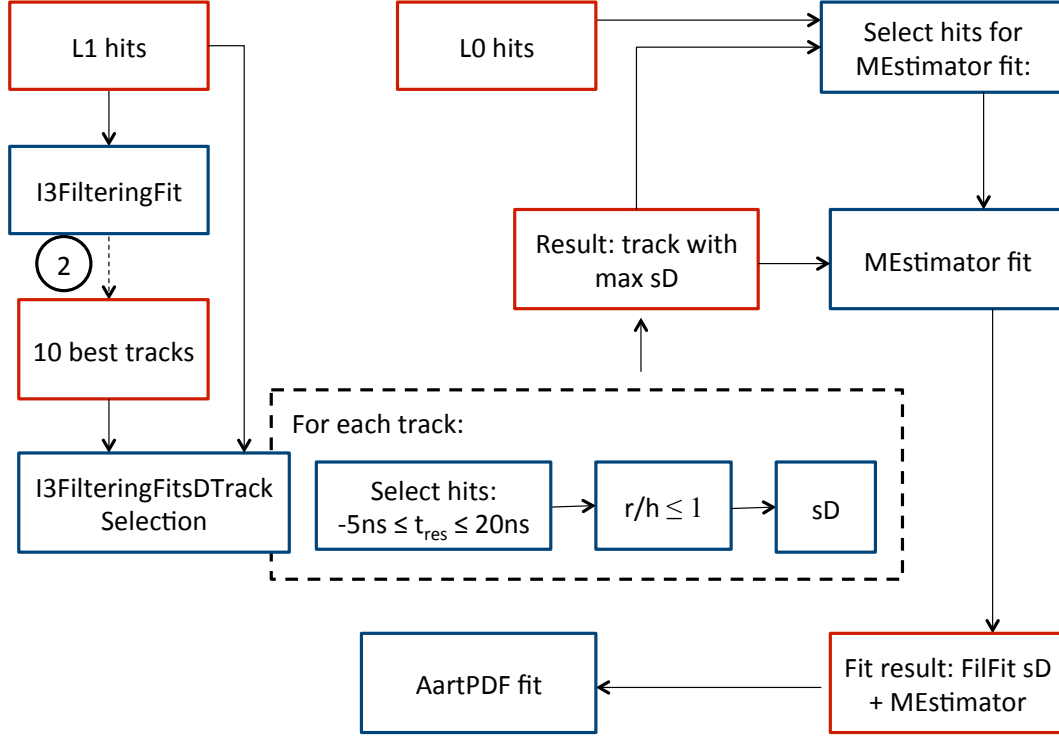 L1 hits
I3FilteringFit
2
10 best tracks
I3FilteringFitsDTrack
Selection
For each track:
Select hits:
-5ns ≤ t_res ≤ 20ns
r/h ≤ 1
sD
Result: track with
max sD
L0 hits
Select hits for
MEstimator fit:
MEstimator fit
Fit result: FilFit sD
+ MEstimator
AartPDF fit